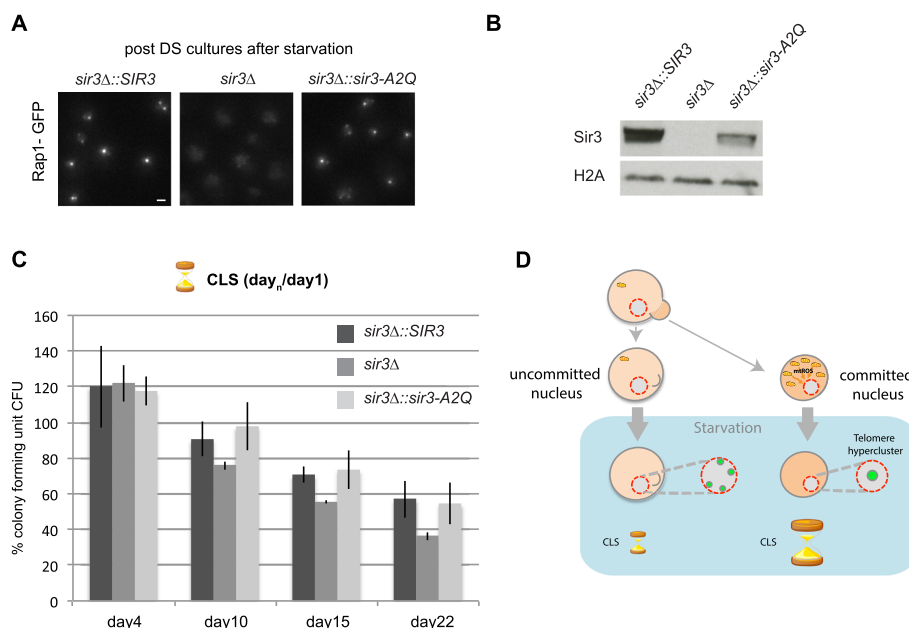 A
post DS cultures after starvation
sir3Δ::SIR3
sir3Δ
sir3Δ::sir3-A2Q
Rap1- GFP
B
sir3Δ::SIR3
sir3Δ
sir3Δ::sir3-A2Q
Sir3
H2A
C
CLS (dayn/day1)
% colony forming unit CFU
160
140
120
100
80
60
40
20
0
sir3Δ::SIR3
sir3Δ
sir3Δ::sir3-A2Q
day4
day10
day15
day22
D
uncommitted
nucleus
mtROS
committed
nucleus
Starvation
Telomere
hypercluster
CLS
CLS